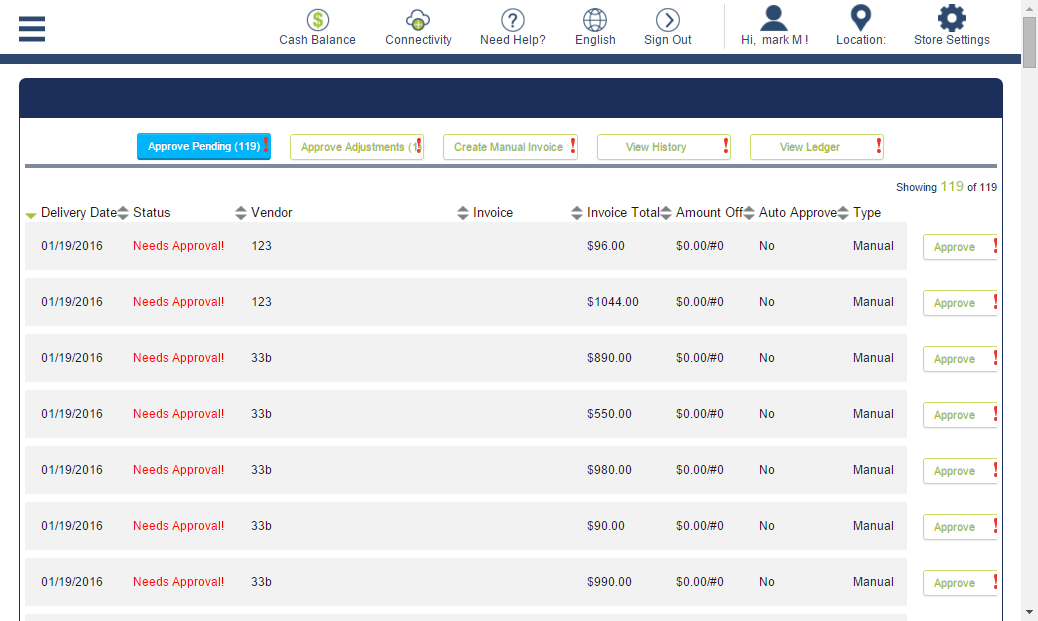 Cash Balance Connectivity Need Help? English Sign Out Hi, mark M ! Location: Store Settings
Approve Pending (119) Approve Adjustments (1 Create Manual Invoice View History View Ledger
Showing 119 of 119
Delivery Date Status Vendor Invoice Invoice Total Amount Off Auto Approve Type
01/19/2016 Needs Approval! 123 $96.00 $0.00/#0 No Manual Approve
01/19/2016 Needs Approval! 123 $1044.00 $0.00/#0 No Manual Approve
01/19/2016 Needs Approval! 33b $890.00 $0.00/#0 No Manual Approve
01/19/2016 Needs Approval! 33b $550.00 $0.00/#0 No Manual Approve
01/19/2016 Needs Approval! 33b $980.00 $0.00/#0 No Manual Approve
01/19/2016 Needs Approval! 33b $90.00 $0.00/#0 No Manual Approve
01/19/2016 Needs Approval! 33b $990.00 $0.00/#0 No Manual Approve